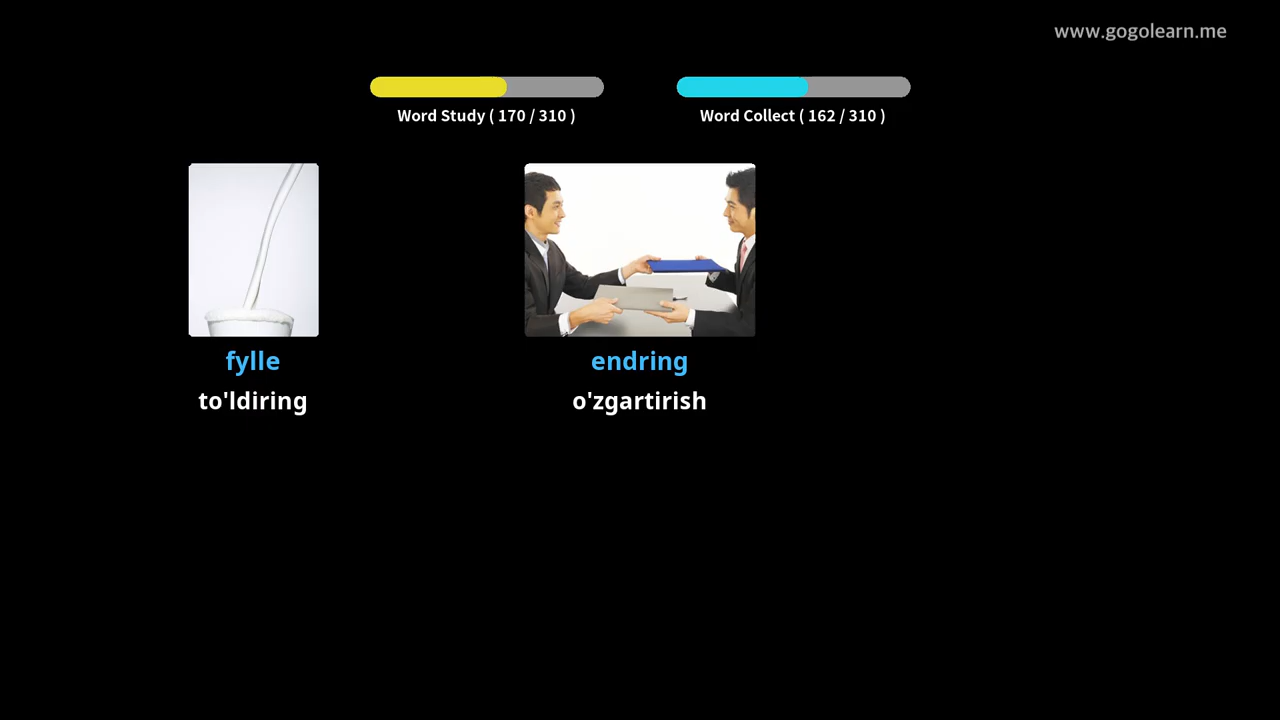 www.gogolearn.me
Word Study ( 170 / 310 )
Word Collect ( 162 / 310 )
fylle
endring
to'ldiring
o'zgartirish